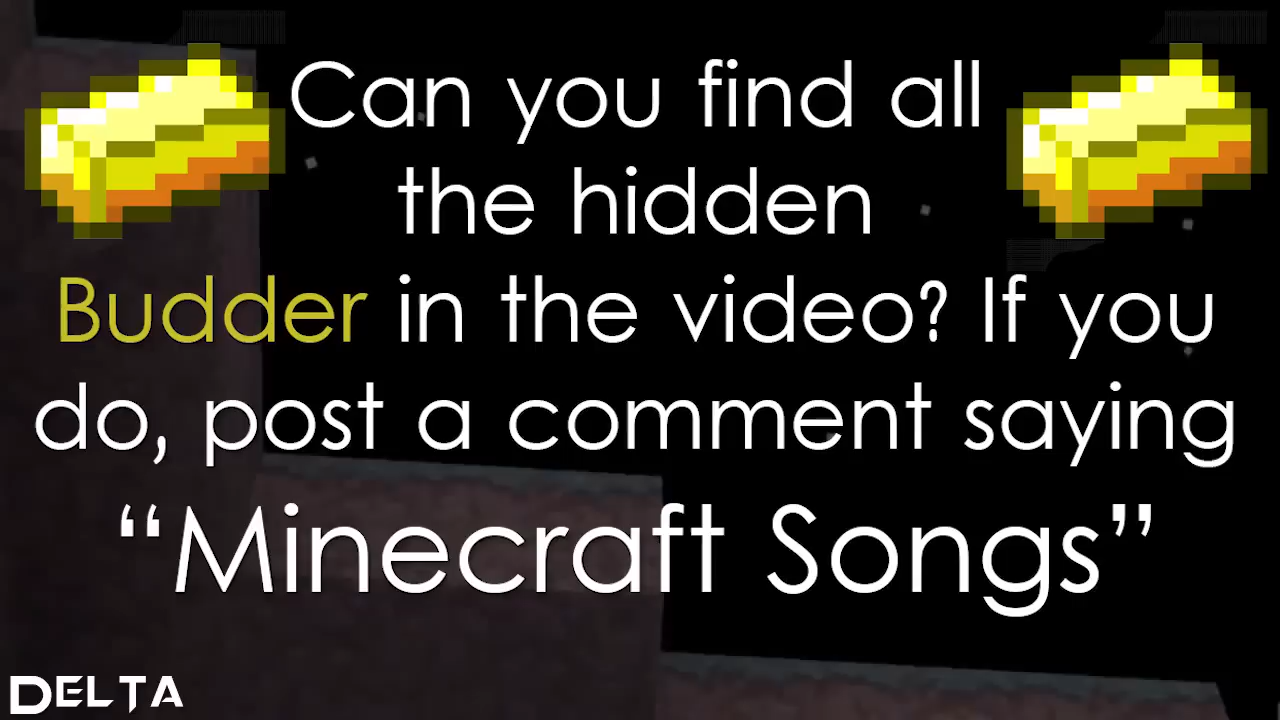 Can you find all
the hidden
Budder in the video? If you
do, post a comment saying
“Minecraft Songs”
DELTA